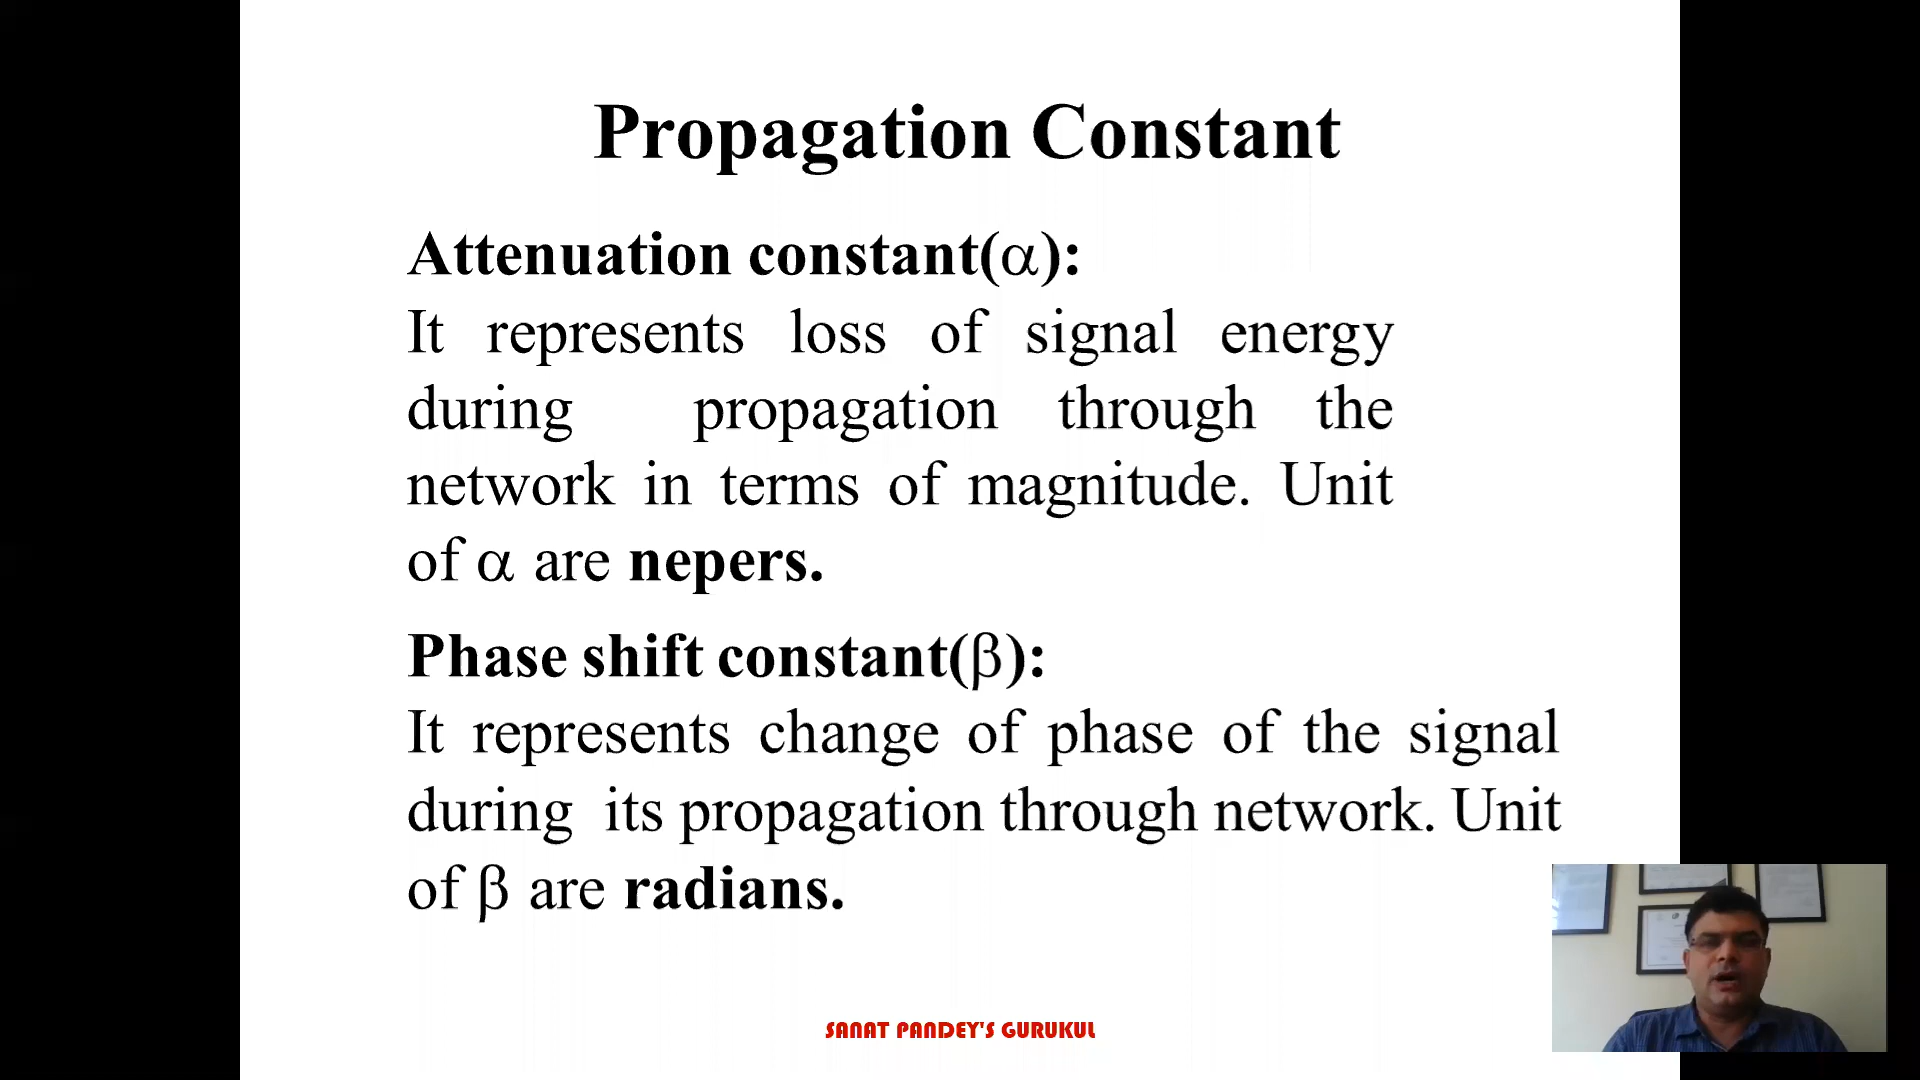 Propagation Constant
Attenuation constant(α):
It represents loss of signal energy
during propagation through the
network in terms of magnitude. Unit
of α are nepers.
Phase shift constant(β):
It represents change of phase of the signal
during its propagation through network. Unit
of β are radians.
SANAT PANDEY'S GURUKUL